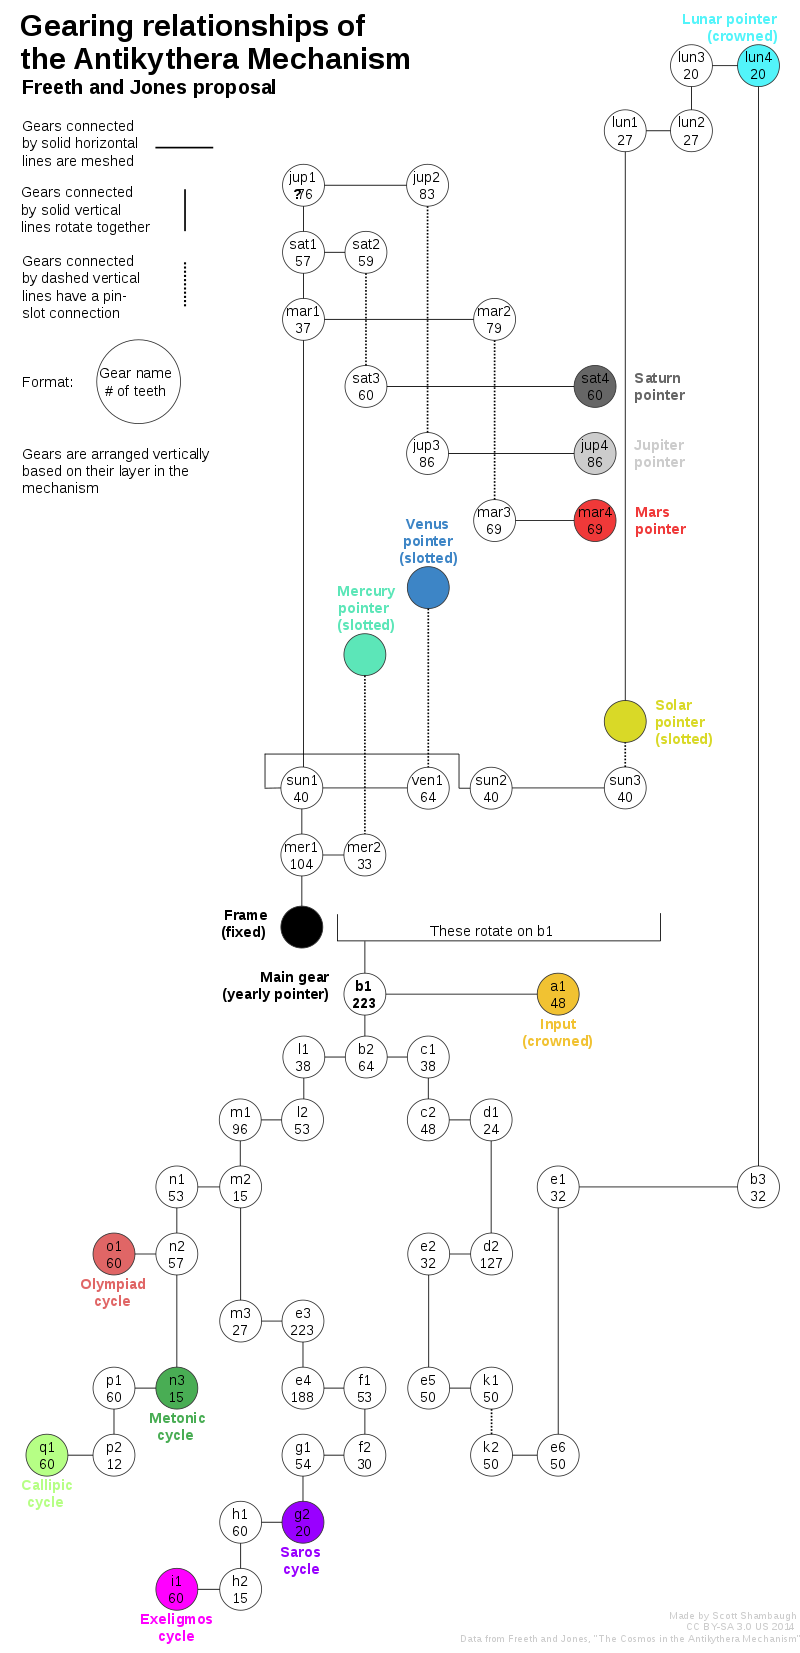 Gearing relationships of
the Antikythera Mechanism
Freeth and Jones proposal
Lunar pointer
(crowned)
lun3
20
lun4
20
Gears connected
by solid horizontal
lines are meshed
lun1
27
lun2
27
jup1
?76
jup2
83
Gears connected
by solid vertical
lines rotate together
sat1
57
sat2
59
Gears connected
by dashed vertical
lines have a pin-
slot connection
mar1
37
mar2
79
Format:
Gear name
# of teeth
sat3
60
sat4
60
Saturn
pointer
Gears are arranged vertically
based on their layer in the
mechanism
jup3
86
jup4
86
Jupiter
pointer
mar3
69
mar4
69
Mars
pointer
Venus
pointer
(slotted)
Mercury
pointer
(slotted)
Solar
pointer
(slotted)
sun1
40
ven1
64
sun2
40
sun3
40
mer1
104
mer2
33
Frame
(fixed)
These rotate on b1
Main gear
(yearly pointer)
b1
223
a1
48
Input
(crowned)
l1
38
b2
64
c1
38
m1
96
l2
53
c2
48
d1
24
n1
53
m2
15
e1
32
b3
32
o1
60
n2
57
e2
32
d2
127
Olympiad
cycle
m3
27
e3
223
p1
60
n3
15
e4
188
f1
53
e5
50
k1
50
Metonic
cycle
q1
60
p2
12
g1
54
f2
30
k2
50
e6
50
Callipic
cycle
h1
60
g2
20
Saros
cycle
i1
60
h2
15
Exeligmos
cycle
Made by Scott Shambaugh
CC BY-SA 3.0 US 2014
Data from Freeth and Jones, "The Cosmos in the Antikythera Mechanism"